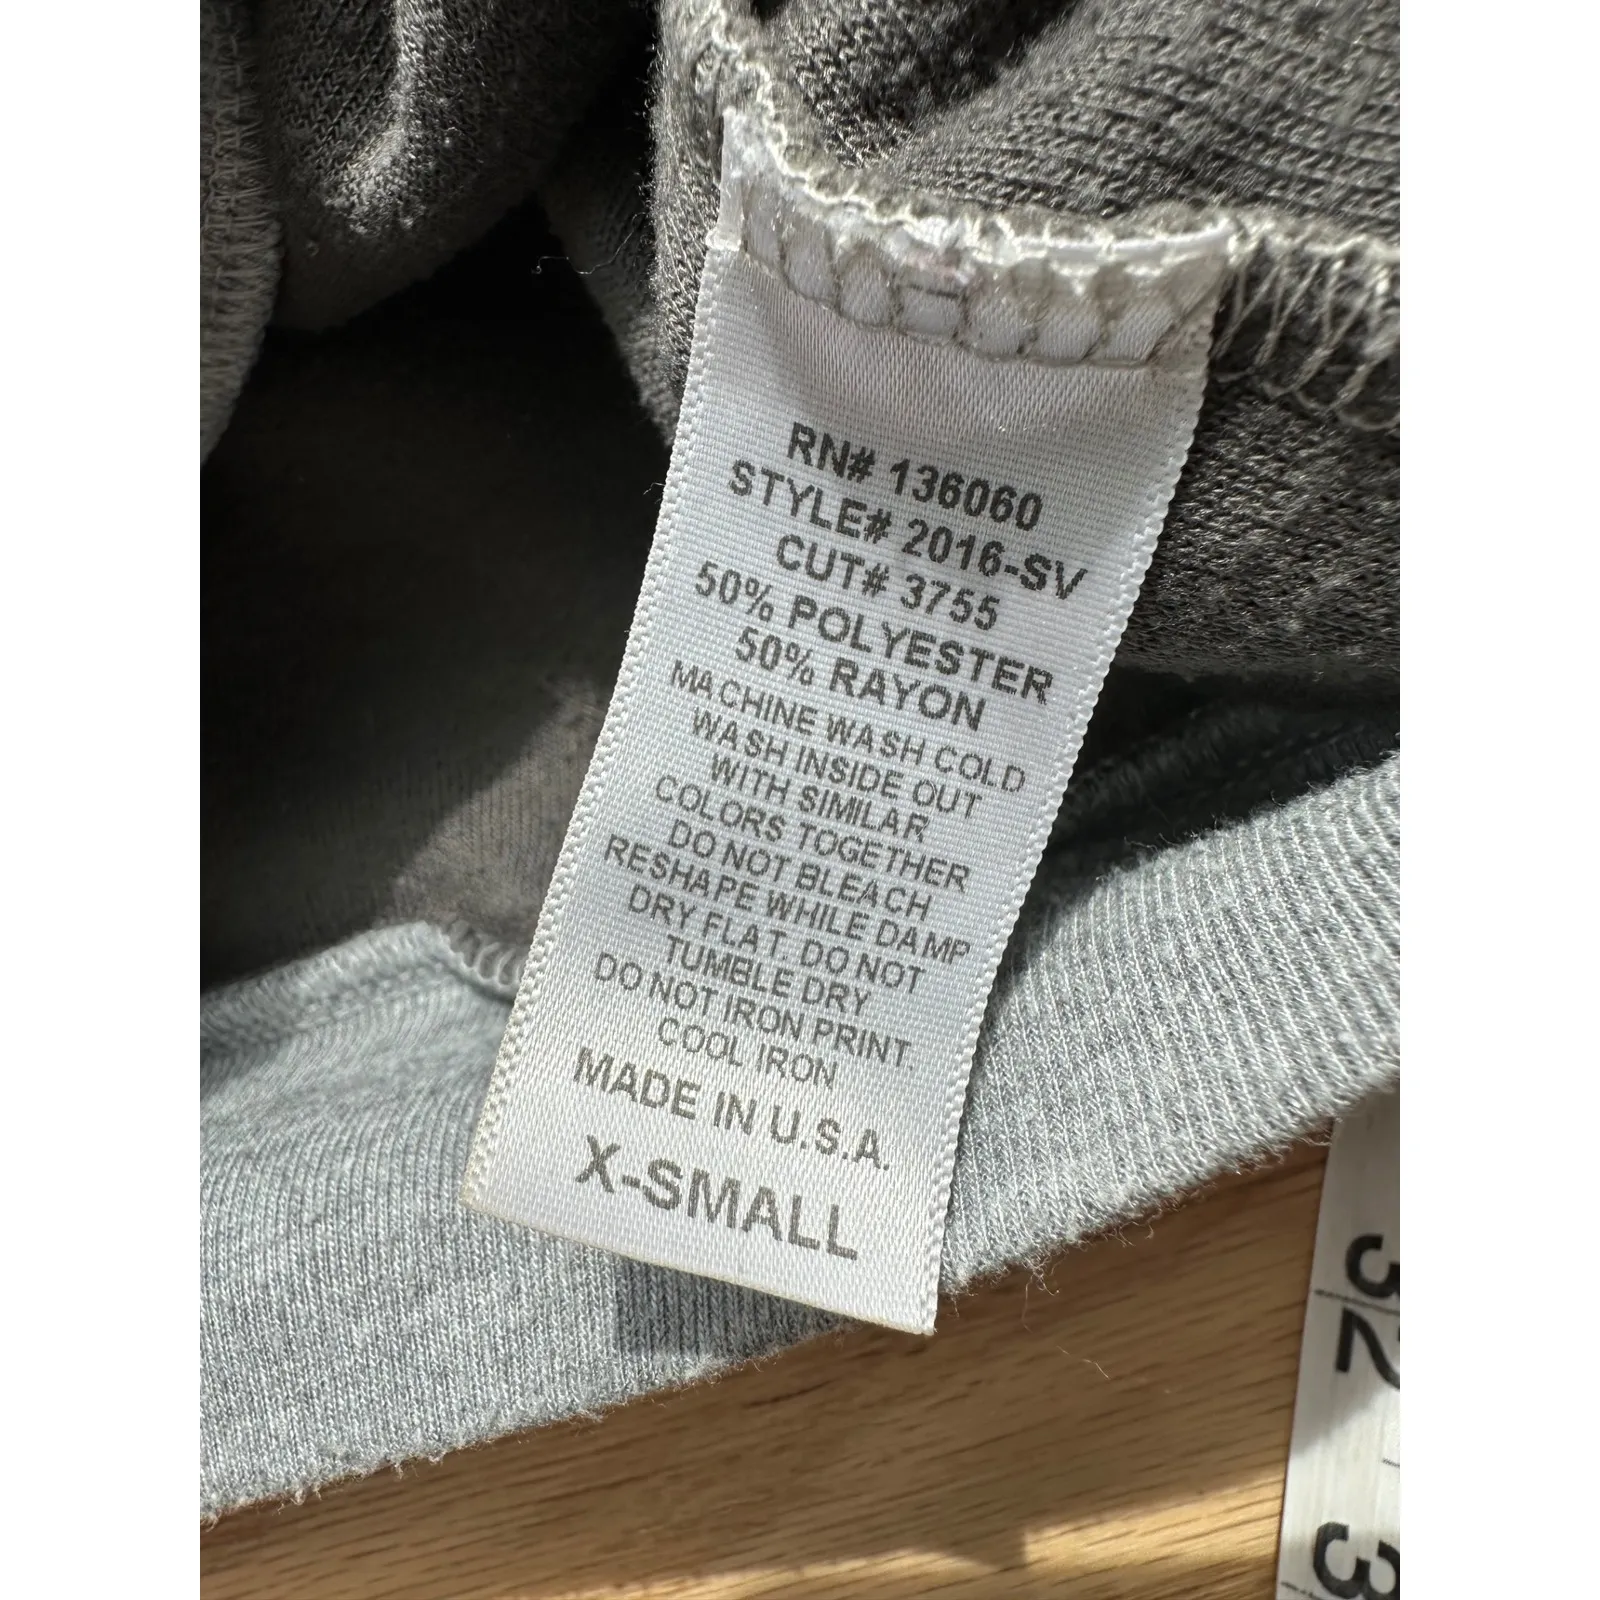 RN# 136060
STYLE# 2016-SV
CUT# 3755
50% POLYESTER
50% RAYON
MACHINE WASH COLD
WASH INSIDE OUT
WITH SIMILAR
COLORS TOGETHER
DO NOT BLEACH
RESHAPE WHILE DAMP
DRY FLAT. DO NOT
TUMBLE DRY
DO NOT IRON PRINT.
COOL IRON
MADE IN U.S.A.
X-SMALL
32